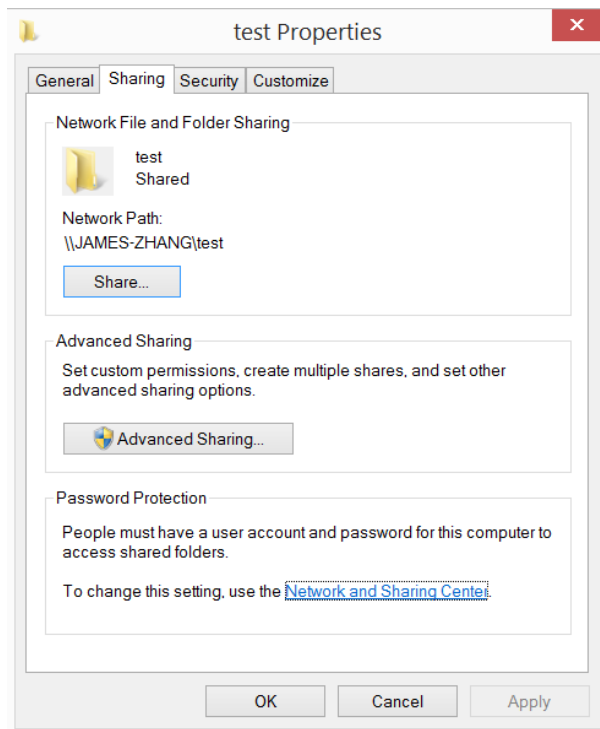 test Properties
General Sharing Security Customize
Network File and Folder Sharing
test
Shared
Network Path:
\\JAMES-ZHANG\test
Share...
Advanced Sharing
Set custom permissions, create multiple shares, and set other
advanced sharing options.
Advanced Sharing...
Password Protection
People must have a user account and password for this computer to
access shared folders.
To change this setting, use the Network and Sharing Center.
OK Cancel Apply